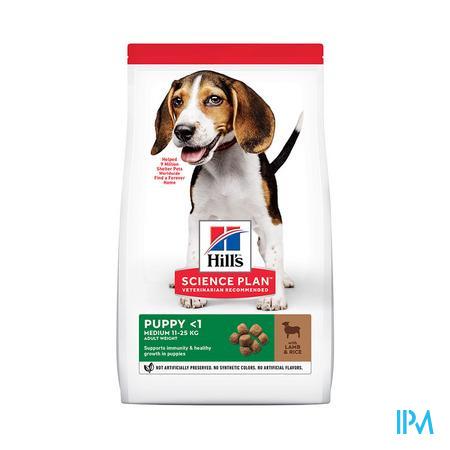 Helped
9 Million
Shelter Pets
Worldwide
Find a Forever
Home
Hill's
SCIENCE PLAN™
VETERINARIAN RECOMMENDED
PUPPY <1
MEDIUM 11-25 KG
ADULT WEIGHT
Supports immunity & healthy
growth in puppies
with
LAMB
& RICE
NOT ARTIFICIALLY PRESERVED. NO SYNTHETIC COLORS. NO ARTIFICIAL FLAVORS.
IPM